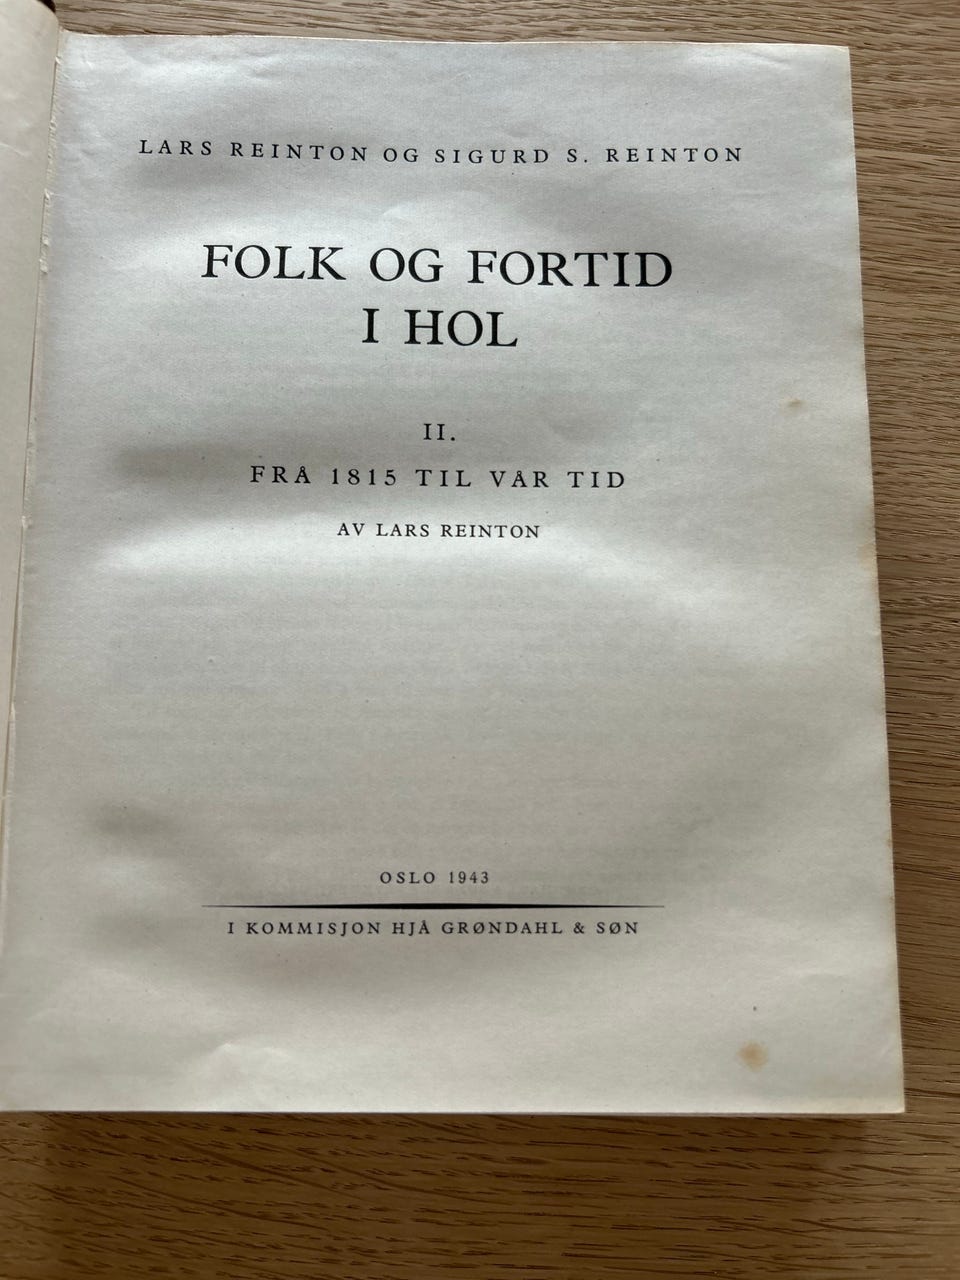 LARS REINTON OG SIGURD S. REINTON
FOLK OG FORTID
I HOL
II.
FRÅ 1815 TIL VÅR TID
AV LARS REINTON
OSLO 1943
I KOMMISJON HJÅ GRØNDAHL & SØN